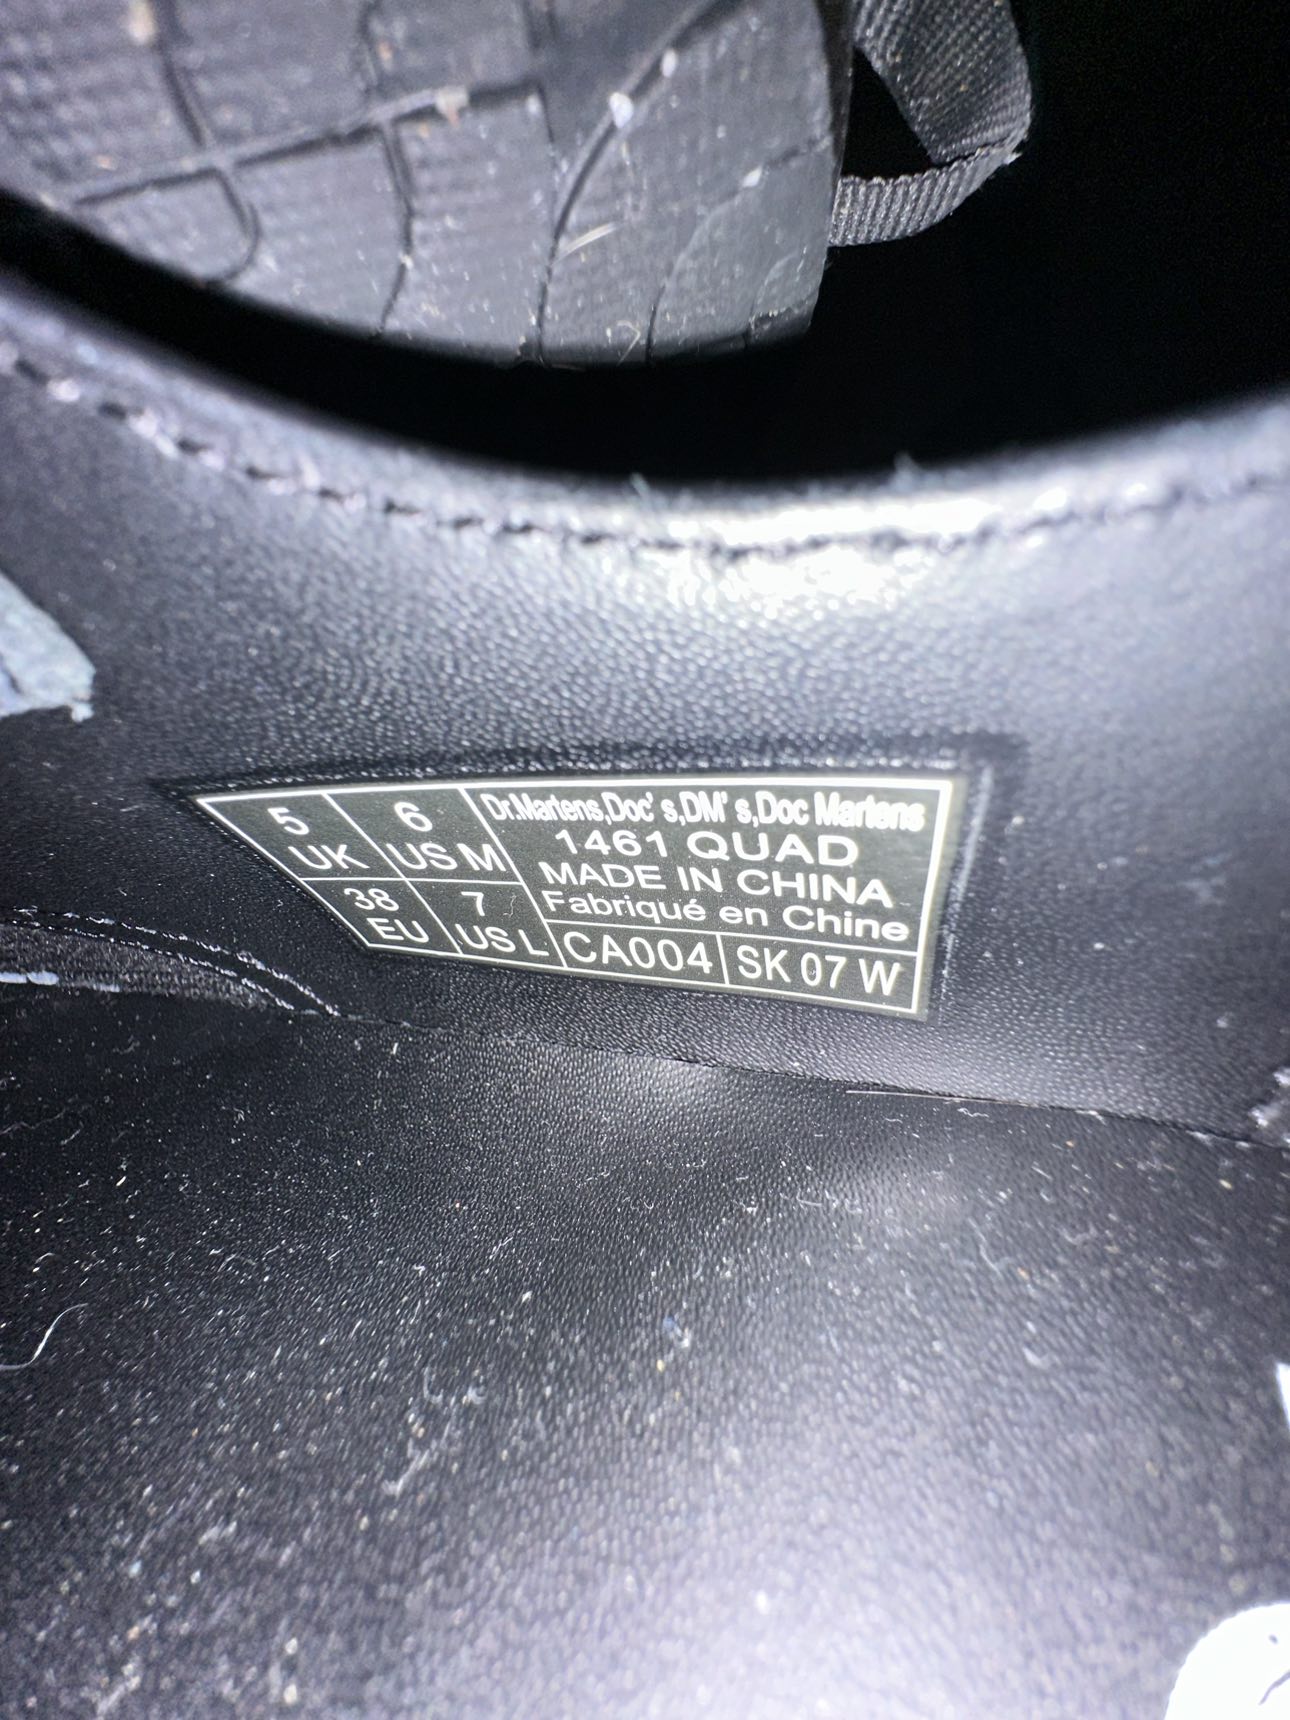 5 UK
6 US M
38 EU
7 US L
Dr.Martens,Doc's,DM's,Doc Martens
1461 QUAD
MADE IN CHINA
Fabriqué en Chine
CA004
SK 07 W